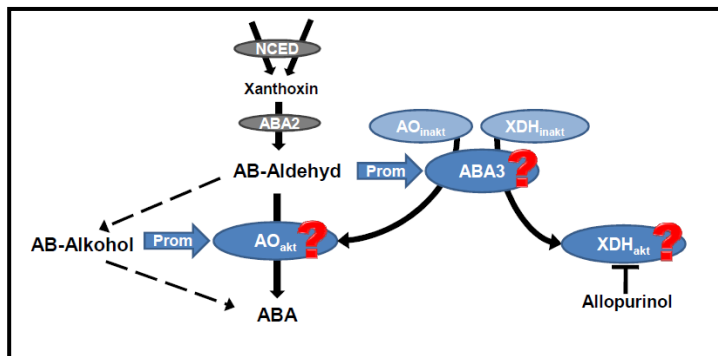 NCED
Xanthoxin
ABA2
AOinakt
XDHinakt
AB-Aldehyd
Prom
ABA3
?
AB-Alkohol
Prom
AOakt
?
XDHakt
?
ABA
Allopurinol